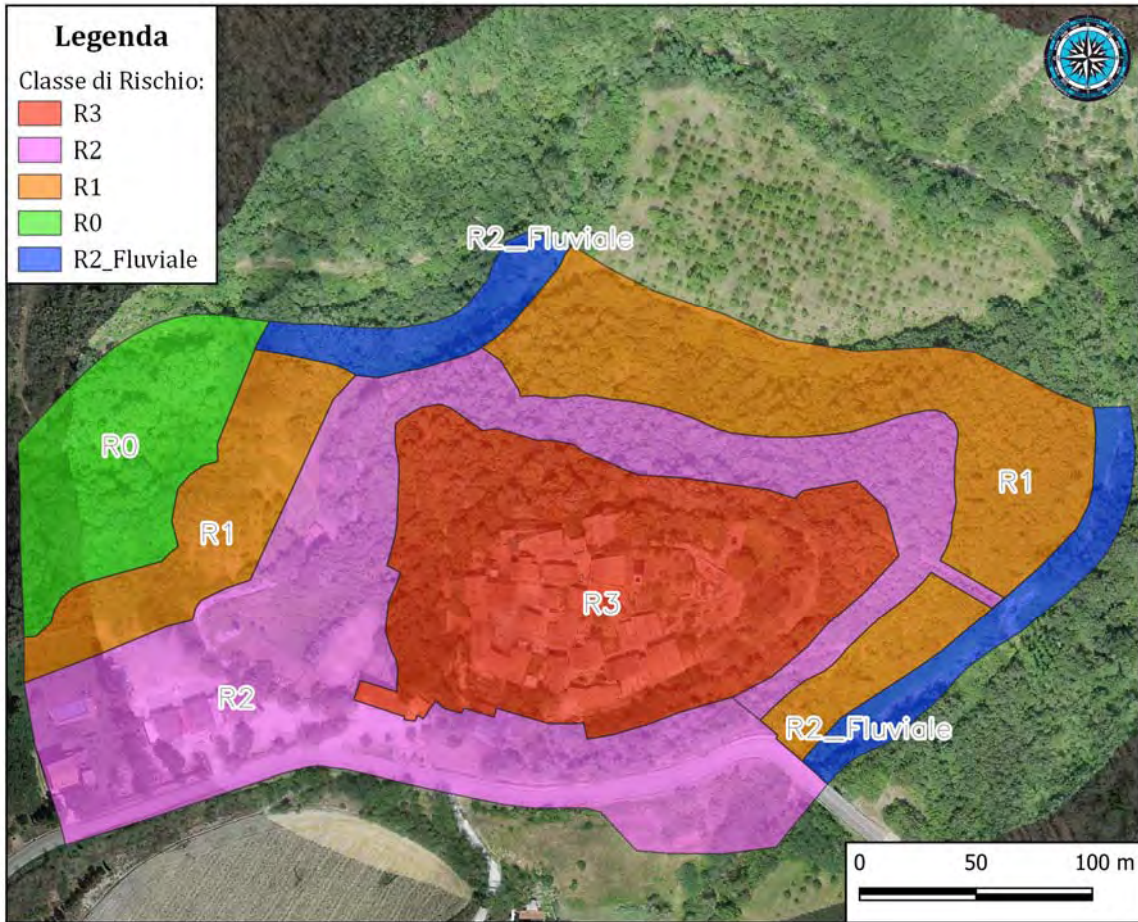 Legenda
Classe di Rischio:
R3
R2
R1
R0
R2_Fluviale
R2_Fluviale
R0
R1
R1
R3
R2
R2_Fluviale
0 50 100 m